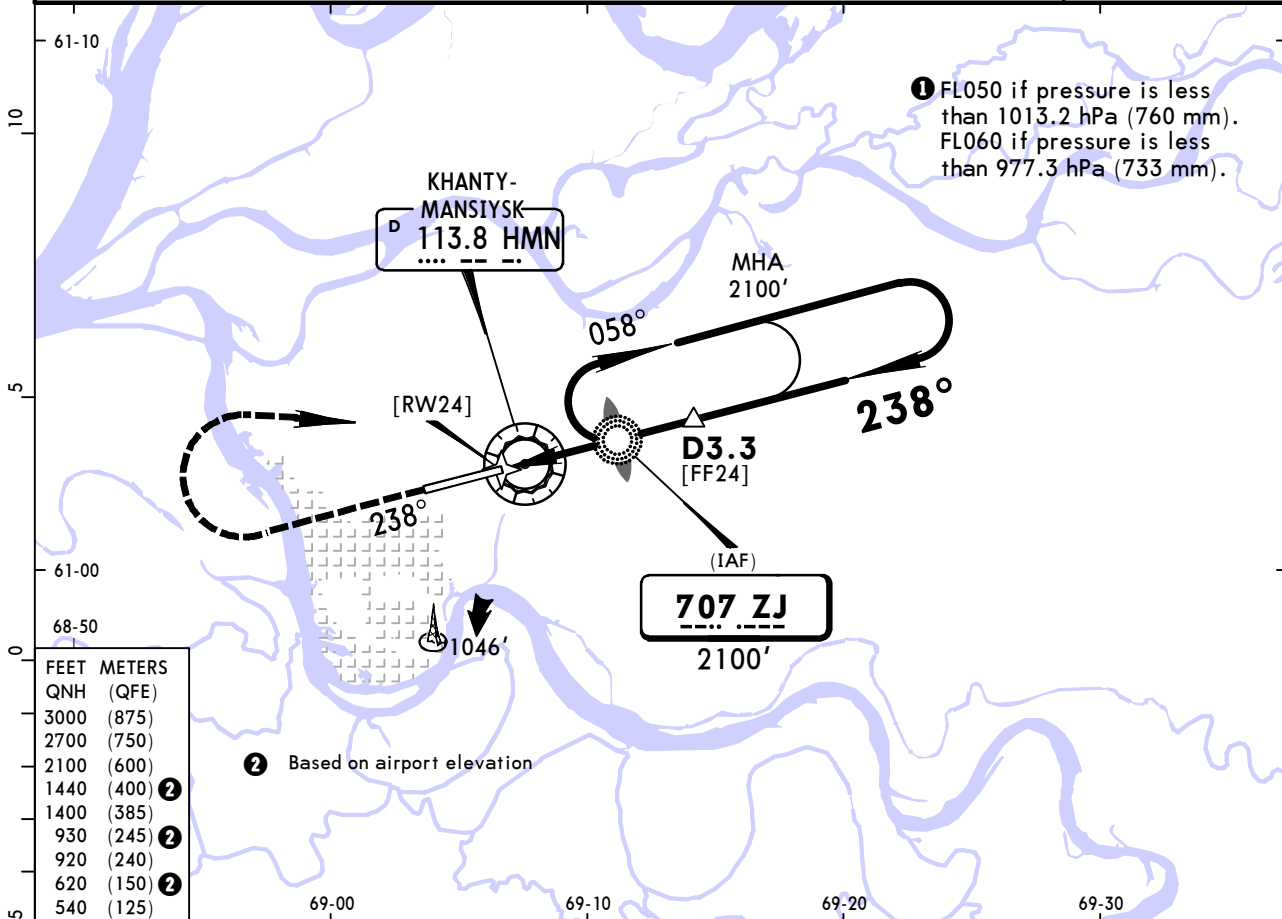 61-10
❶ FL050 if pressure is less
than 1013.2 hPa (760 mm).
FL060 if pressure is less
than 977.3 hPa (733 mm).
10
KHANTY-
MANSIYSK
D 113.8 HMN
MHA
2100'
058°
5
[RW24]
238°
D3.3
[FF24]
238°
(IAF)
61-00
707 ZJ
2100'
68-50
1046'
0
FEET METERS
QNH (QFE)
3000 (875)
2700 (750)
2100 (600)
1440 (400) ❷
1400 (385)
930 (245) ❷
920 (240)
620 (150) ❷
540 (125)
❷ Based on airport elevation
5
69-00
69-10
69-20
69-30